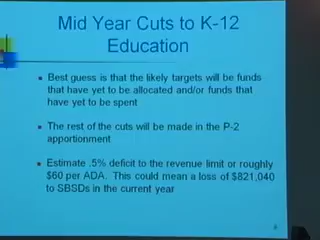 Mid Year Cuts to K-12
Education
Best guess is that the likely targets will be funds
that have yet to be allocated and/or funds that
have yet to be spent
The rest of the cuts will be made in the P-2
apportionment
Estimate .5% deficit to the revenue limit or roughly
$60 per ADA. This could mean a loss of $821,040
to SBSDs in the current year